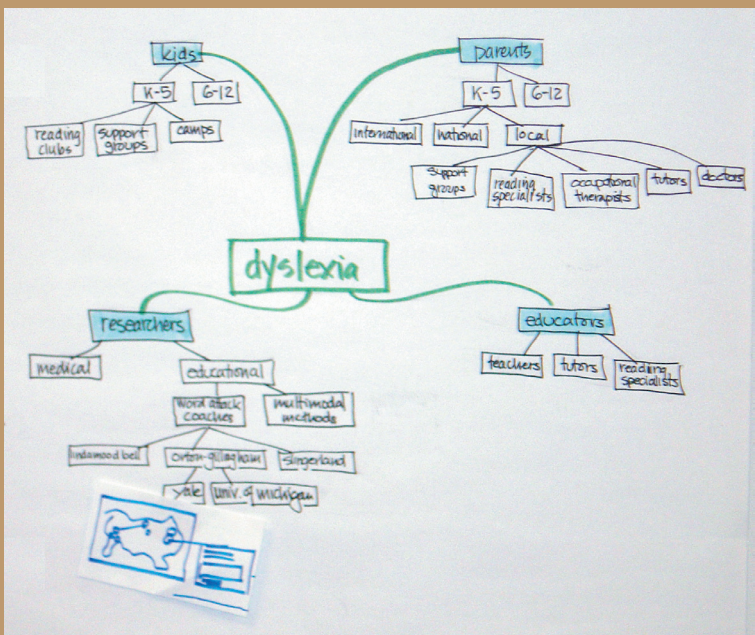 kids
K-5
6-12
reading
clubs
support
groups
camps
parents
K-5
6-12
international
national
local
support
groups
reading
specialists
occupational
therapists
tutors
doctors
dyslexia
researchers
medical
educational
word attack
coaches
multimodal
methods
lindamood bell
orton-gillingham
slingerland
yale
univ. of michigan
educators
teachers
tutors
reading
specialists